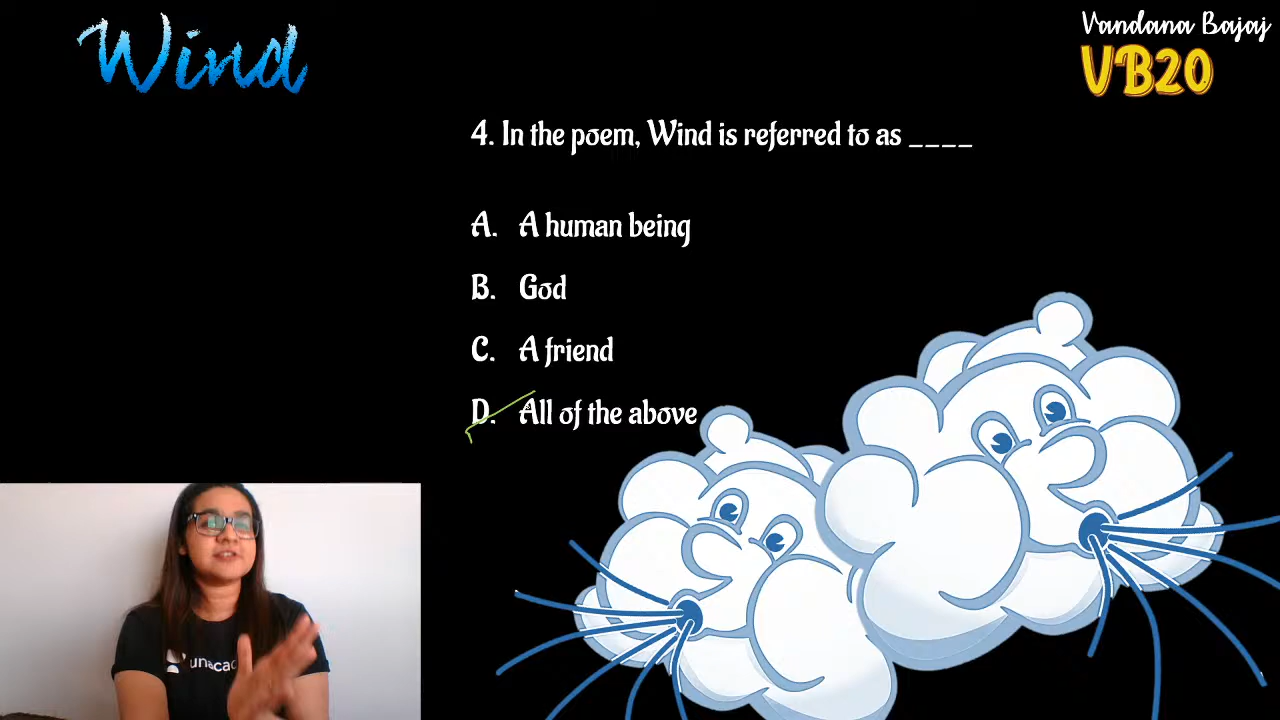 Wind
Vandana Bajaj
VB20
4. In the poem, Wind is referred to as ____
A. A human being
B. God
C. A friend
D. All of the above
unacad